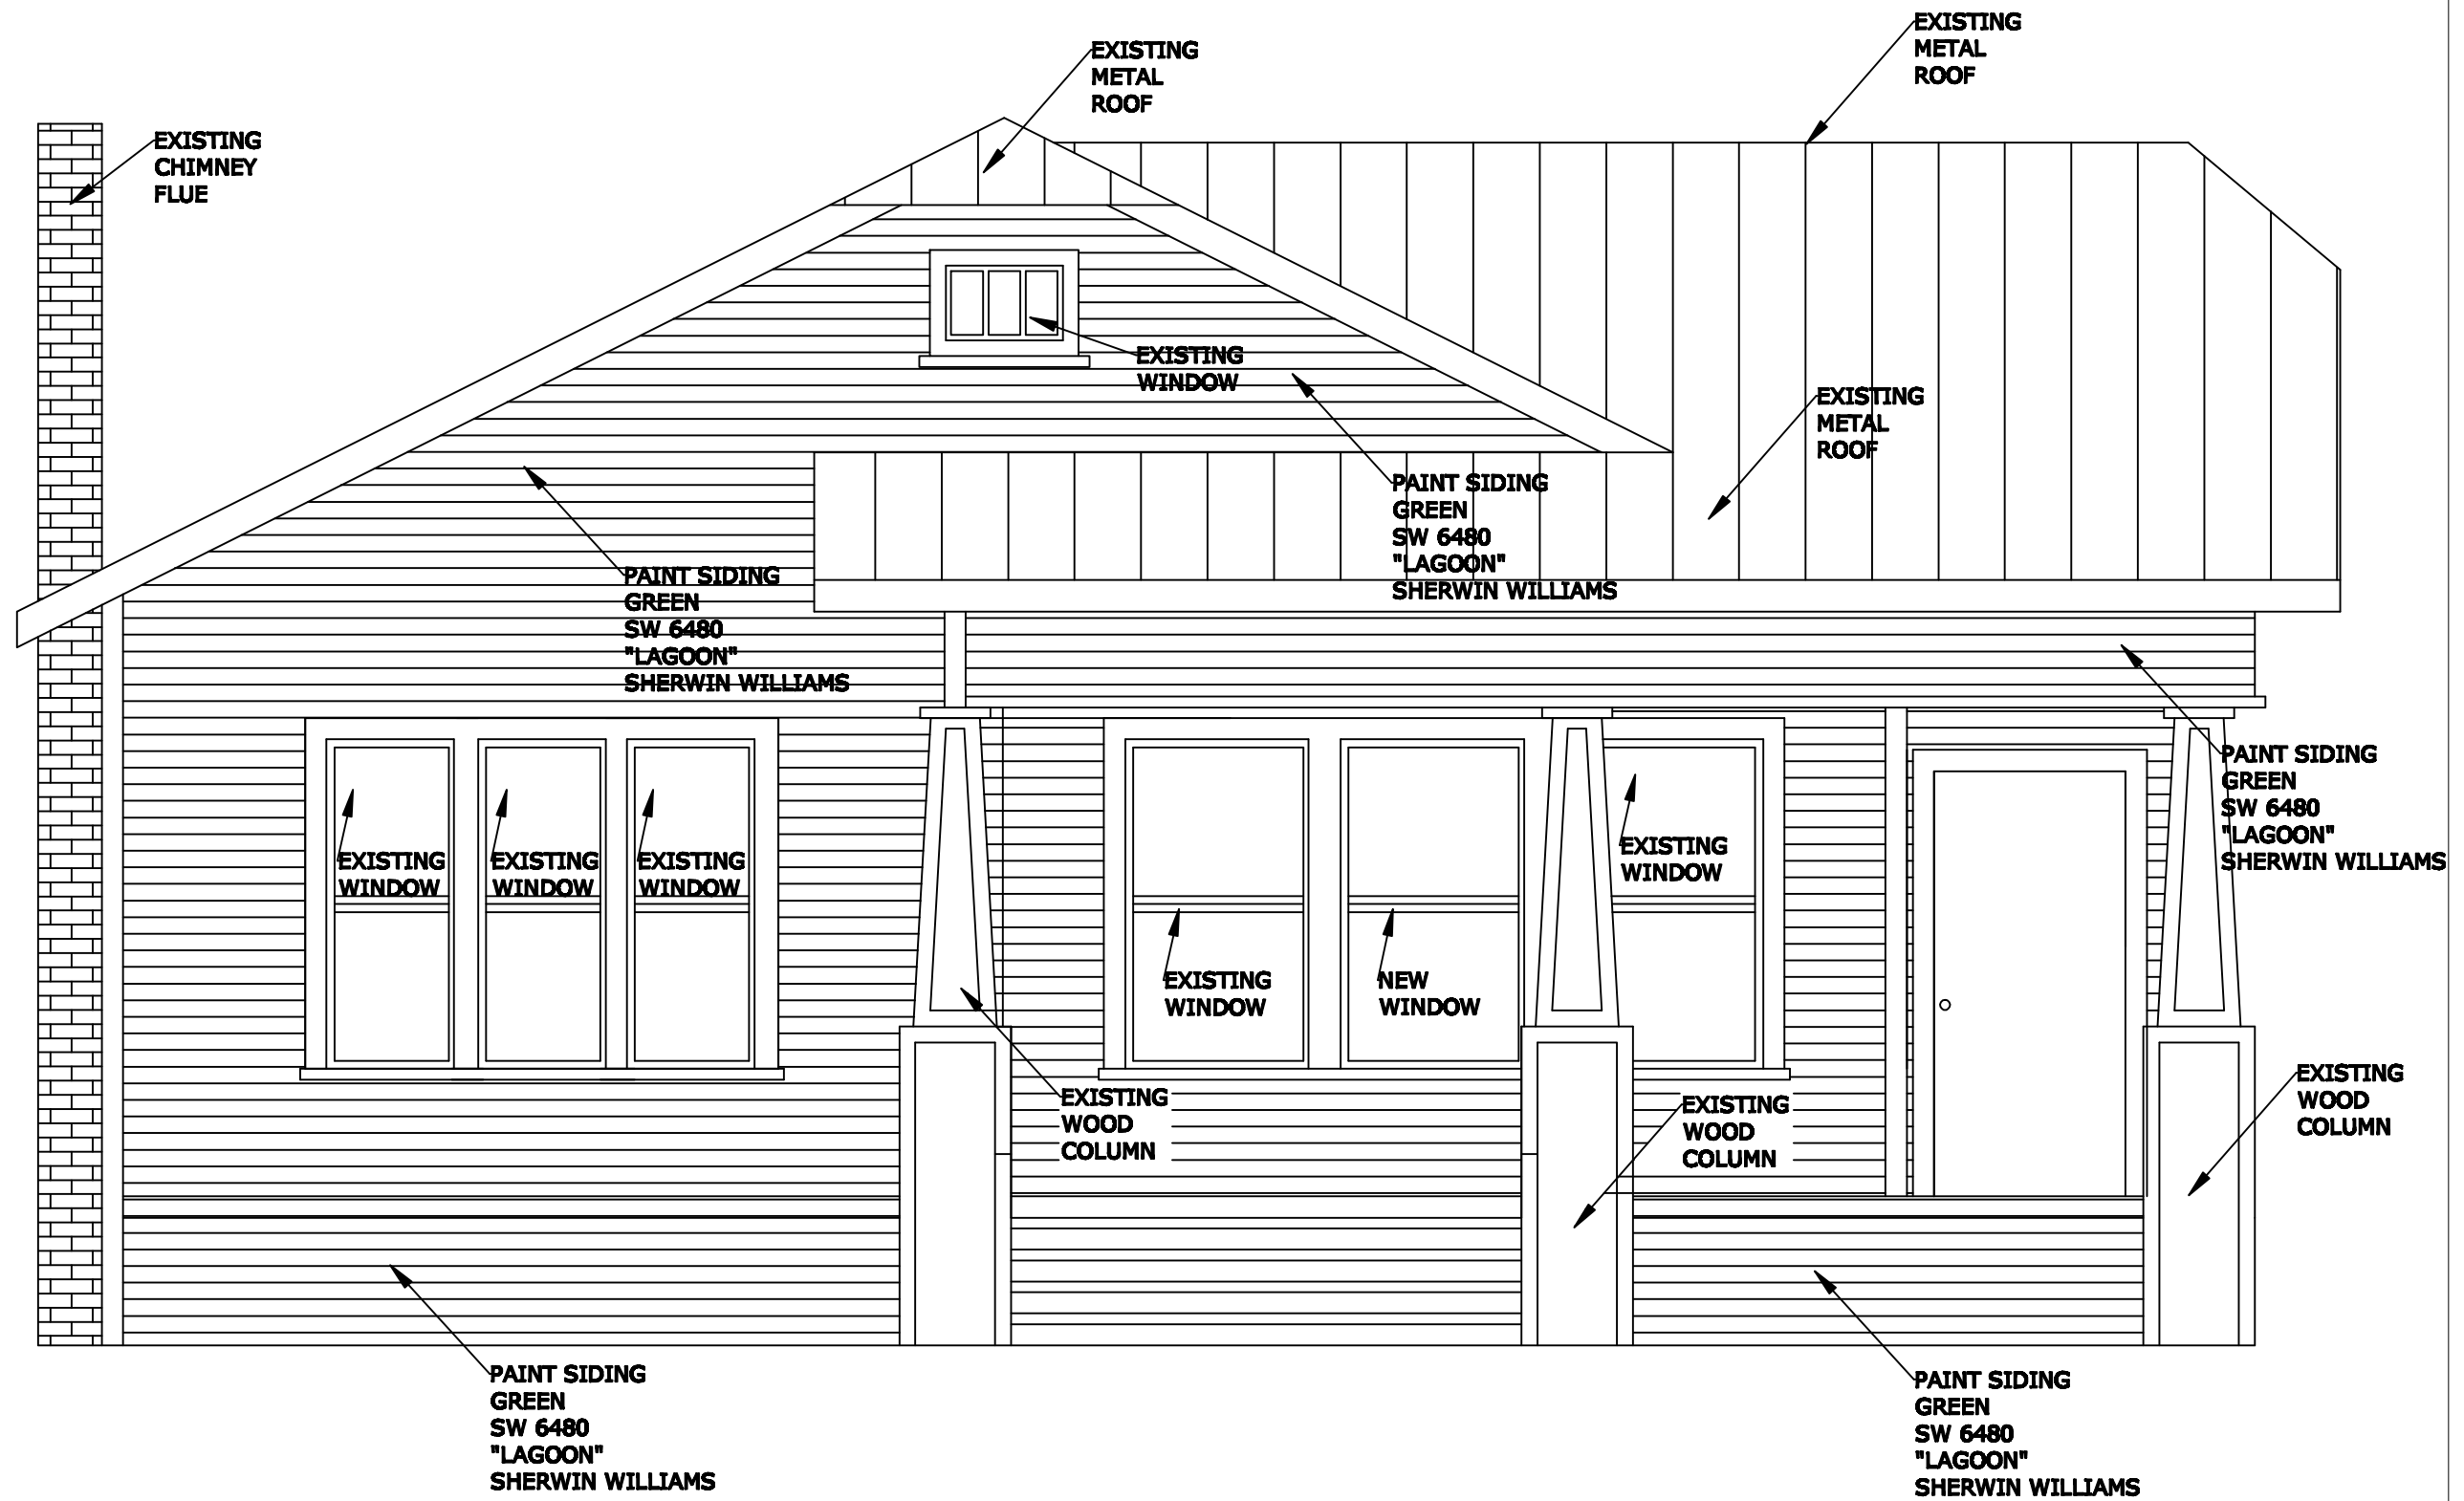 EXISTING
METAL
ROOF
EXISTING
METAL
ROOF
EXISTING
CHIMNEY
FLUE
EXISTING
WINDOW
EXISTING
METAL
ROOF
PAINT SIDING
GREEN
SW 6480
"LAGOON"
SHERWIN WILLIAMS
PAINT SIDING
GREEN
SW 6480
"LAGOON"
SHERWIN WILLIAMS
PAINT SIDING
GREEN
SW 6480
"LAGOON"
SHERWIN WILLIAMS
EXISTING
WINDOW
EXISTING
WINDOW
EXISTING
WINDOW
EXISTING
WINDOW
EXISTING
WINDOW
NEW
WINDOW
EXISTING
WOOD
COLUMN
EXISTING
WOOD
COLUMN
EXISTING
WOOD
COLUMN
PAINT SIDING
GREEN
SW 6480
"LAGOON"
SHERWIN WILLIAMS
PAINT SIDING
GREEN
SW 6480
"LAGOON"
SHERWIN WILLIAMS